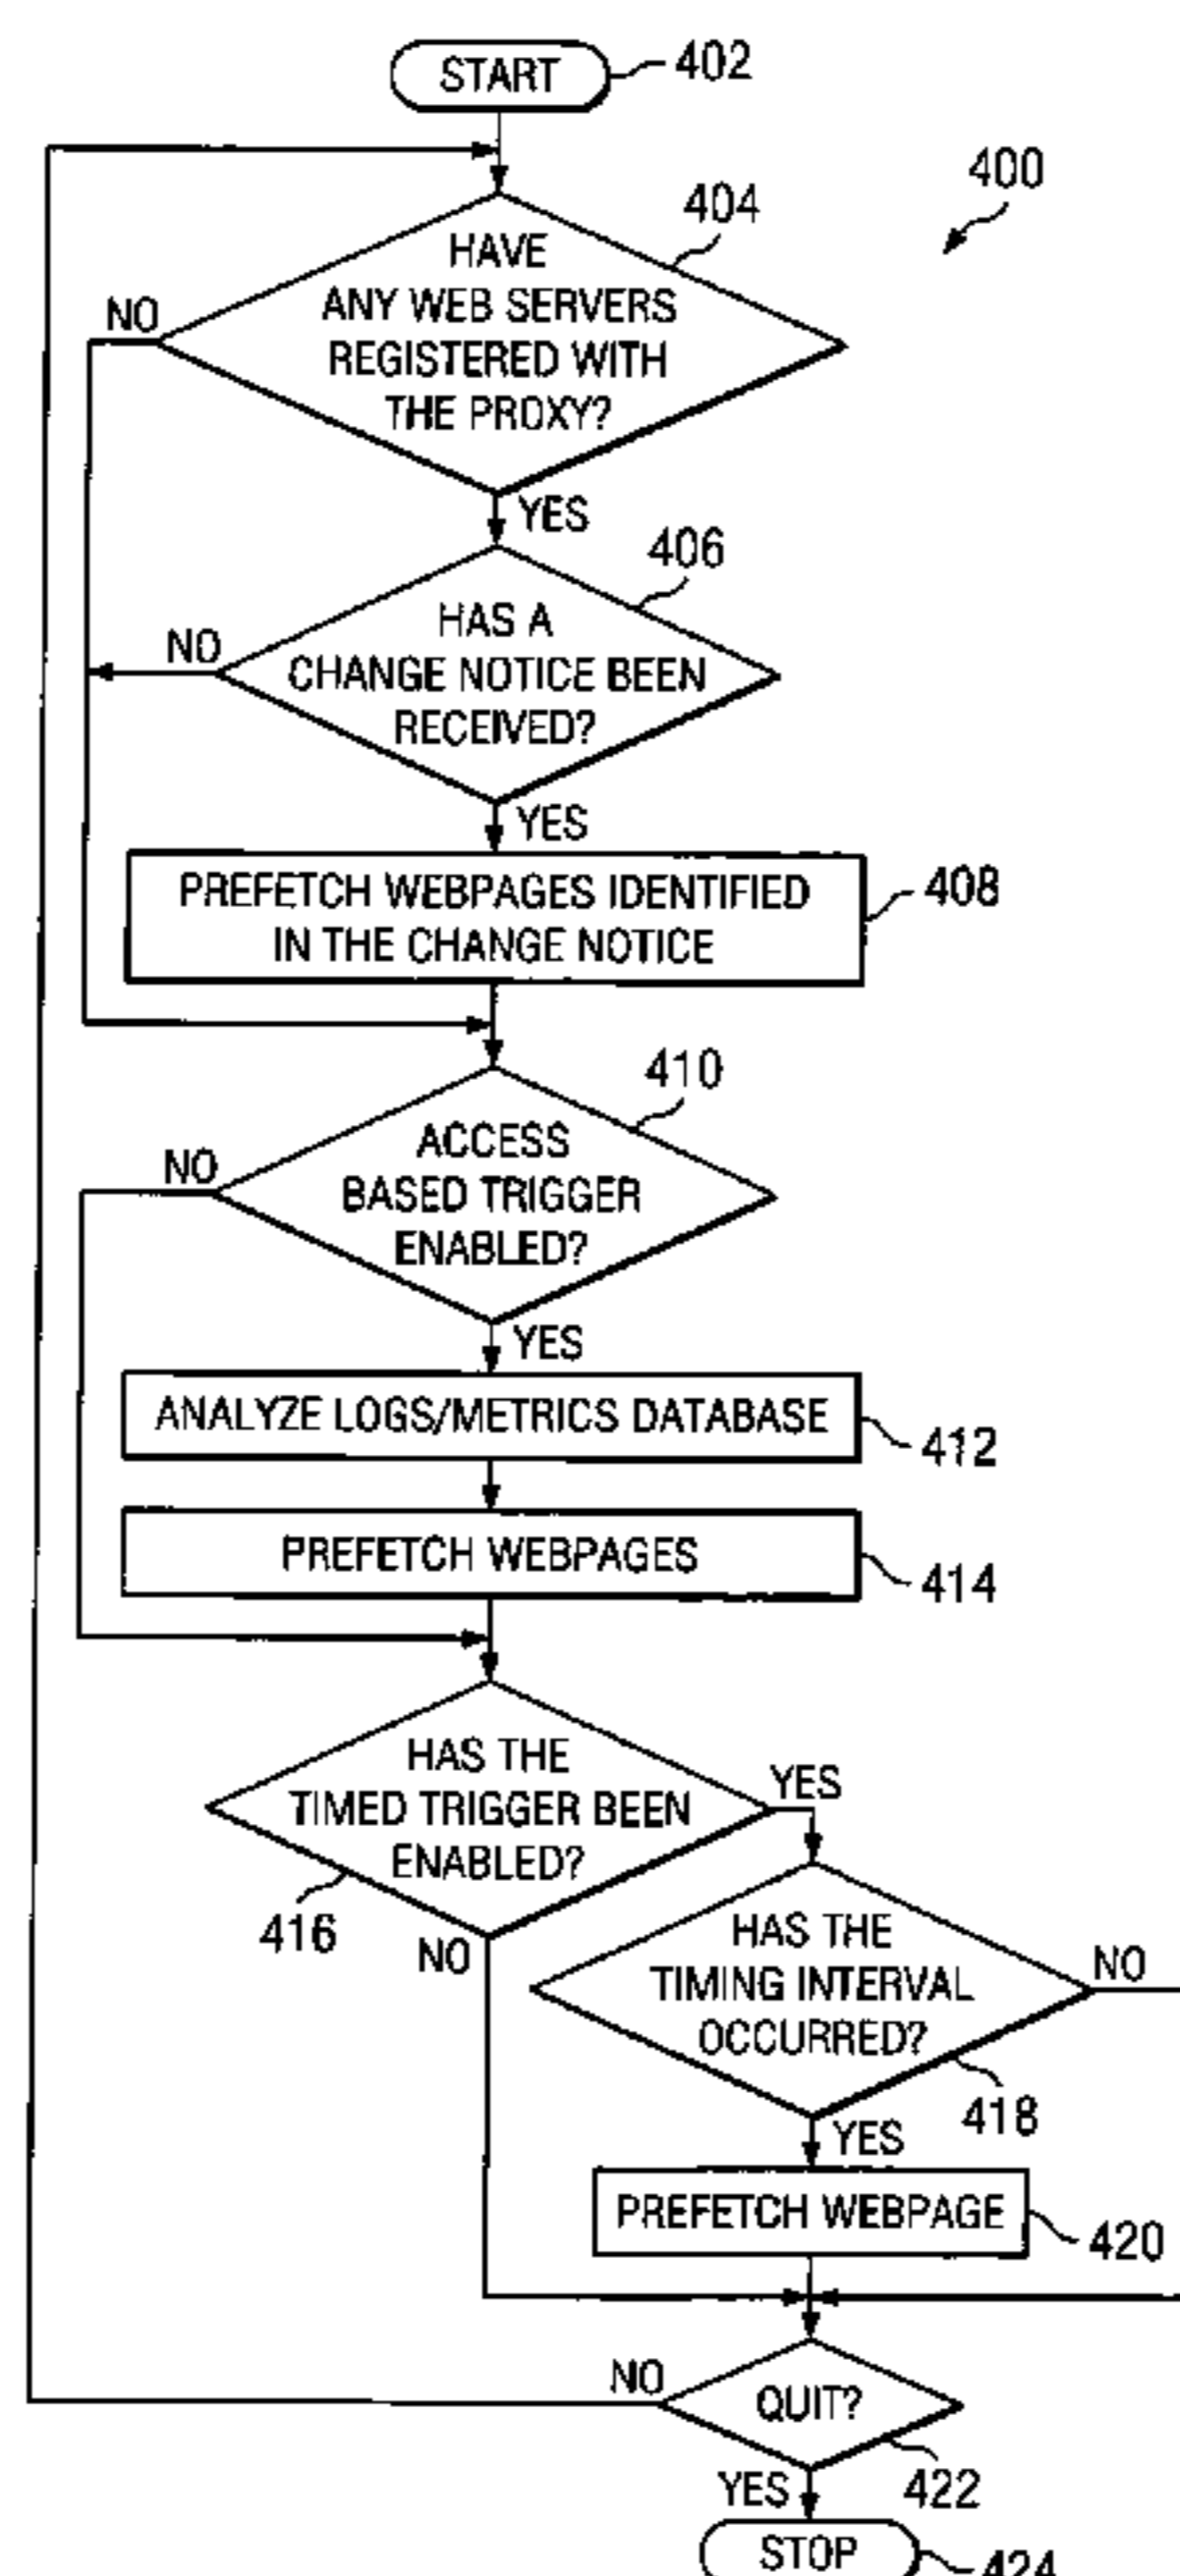 START
402
400
404
HAVE
ANY WEB SERVERS
REGISTERED WITH
THE PROXY?
NO
YES
406
HAS A
CHANGE NOTICE BEEN
RECEIVED?
NO
YES
PREFETCH WEBPAGES IDENTIFIED
IN THE CHANGE NOTICE
408
410
ACCESS
BASED TRIGGER
ENABLED?
NO
YES
ANALYZE LOGS/METRICS DATABASE
412
PREFETCH WEBPAGES
414
HAS THE
TIMED TRIGGER BEEN
ENABLED?
YES
416
NO
HAS THE
TIMING INTERVAL
OCCURRED?
NO
418
YES
PREFETCH WEBPAGE
420
NO
QUIT?
422
YES
STOP
424